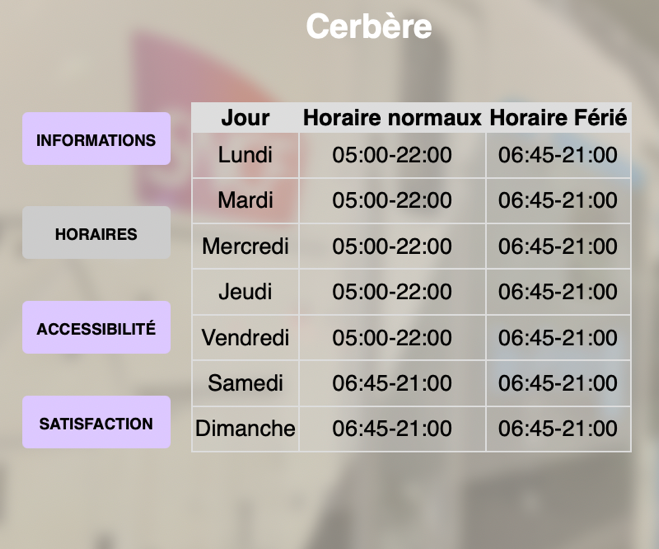 Cerbère
INFORMATIONS
HORAIRES
ACCESSIBILITÉ
SATISFACTION
Jour Horaire normaux Horaire Férié
Lundi 05:00-22:00 06:45-21:00
Mardi 05:00-22:00 06:45-21:00
Mercredi 05:00-22:00 06:45-21:00
Jeudi 05:00-22:00 06:45-21:00
Vendredi 05:00-22:00 06:45-21:00
Samedi 06:45-21:00 06:45-21:00
Dimanche 06:45-21:00 06:45-21:00